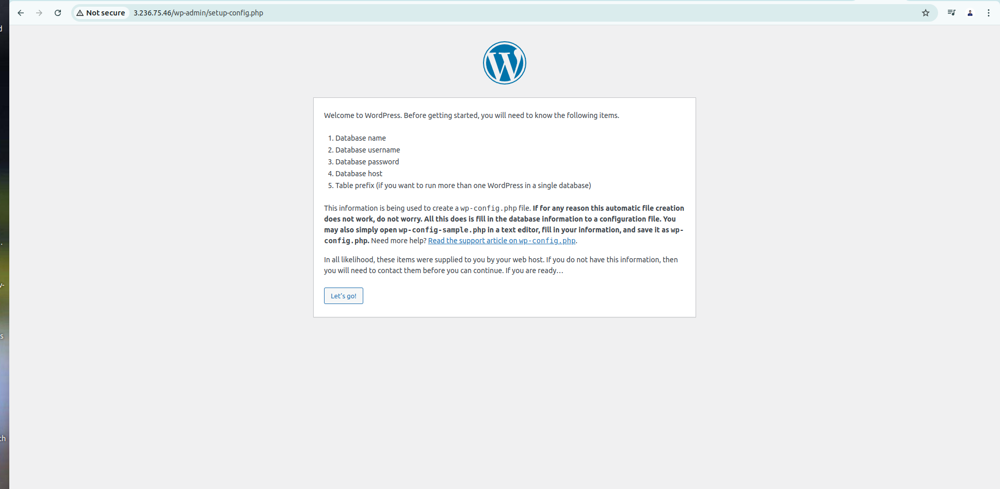 Not secure 3.236.75.46/wp-admin/setup-config.php
Welcome to WordPress. Before getting started, you will need to know the following items.
1. Database name
2. Database username
3. Database password
4. Database host
5. Table prefix (if you want to run more than one WordPress in a single database)
This information is being used to create a wp-config.php file. If for any reason this automatic file creation
does not work, do not worry. All this does is fill in the database information to a configuration file. You
may also simply open wp-config-sample.php in a text editor, fill in your information, and save it as wp-
config.php. Need more help? Read the support article on wp-config.php.
In all likelihood, these items were supplied to you by your web host. If you do not have this information, then
you will need to contact them before you can continue. If you are ready…
Let’s go!